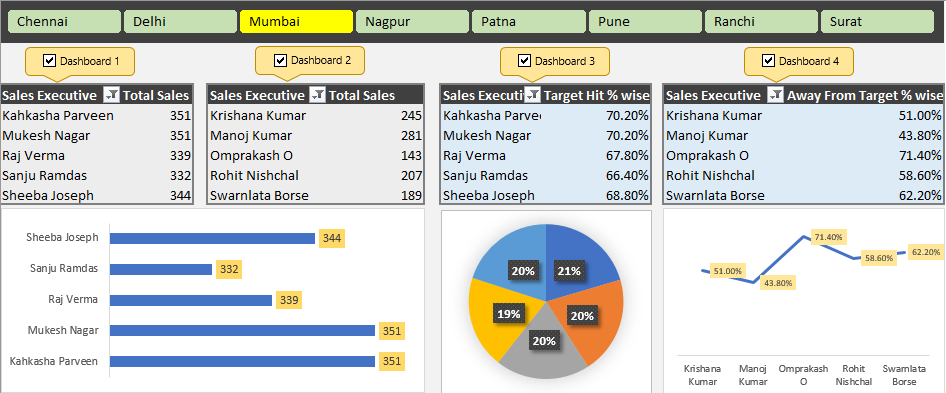 Chennai Delhi Mumbai Nagpur Patna Pune Ranchi Surat
Dashboard 1 Dashboard 2 Dashboard 3 Dashboard 4
Sales Executive Total Sales
Kahkasha Parveen 351
Mukesh Nagar 351
Raj Verma 339
Sanju Ramdas 332
Sheeba Joseph 344
Sales Executive Total Sales
Krishana Kumar 245
Manoj Kumar 281
Omprakash O 143
Rohit Nishchal 207
Swarnlata Borse 189
Sales Executi Target Hit % wise
Kahkasha Parvee 70.20%
Mukesh Nagar 70.20%
Raj Verma 67.80%
Sanju Ramdas 66.40%
Sheeba Joseph 68.80%
Sales Executive Away From Target % wise
Krishana Kumar 51.00%
Manoj Kumar 43.80%
Omprakash O 71.40%
Rohit Nishchal 58.60%
Swarnlata Borse 62.20%
Sheeba Joseph 344
Sanju Ramdas 332
Raj Verma 339
Mukesh Nagar 351
Kahkasha Parveen 351
20% 21%
19% 20%
20%
71.40%
62.20%
58.60%
51.00%
43.80%
Krishana Manoj Omprakash Rohit Swarnlata
Kumar Kumar O Nishchal Borse